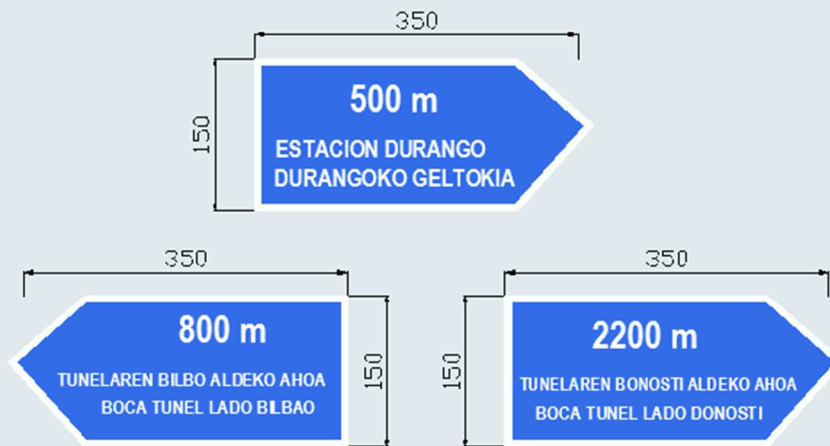 350
150
500 m
ESTACION DURANGO
DURANGOKO GELTOKIA
350
150
800 m
TUNELAREN BILBO ALDEKO AHOA
BOCA TUNEL LADO BILBAO
350
150
2200 m
TUNELAREN BONOSTI ALDEKO AHOA
BOCA TUNEL LADO DONOSTI